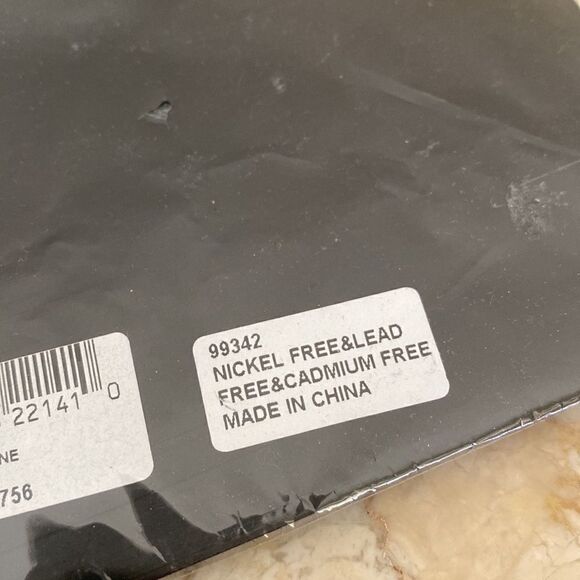 99342
NICKEL FREE&LEAD
FREE&CADMIUM FREE
MADE IN CHINA
22141 0
NE
756